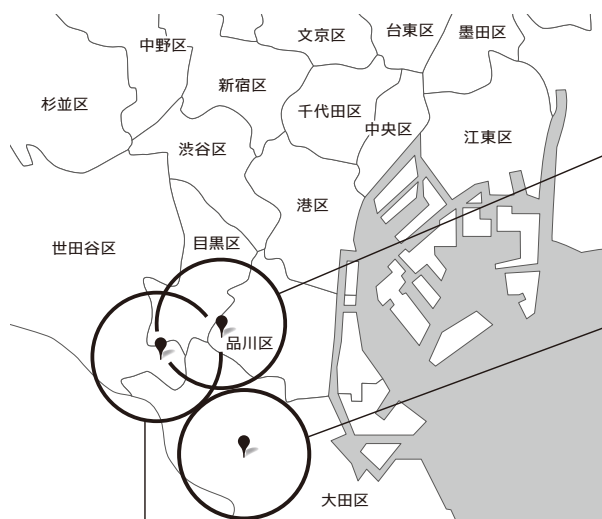 文京区
台東区
墨田区
中野区
新宿区
杉並区
千代田区
中央区
江東区
渋谷区
港区
世田谷区
目黒区
品川区
大田区